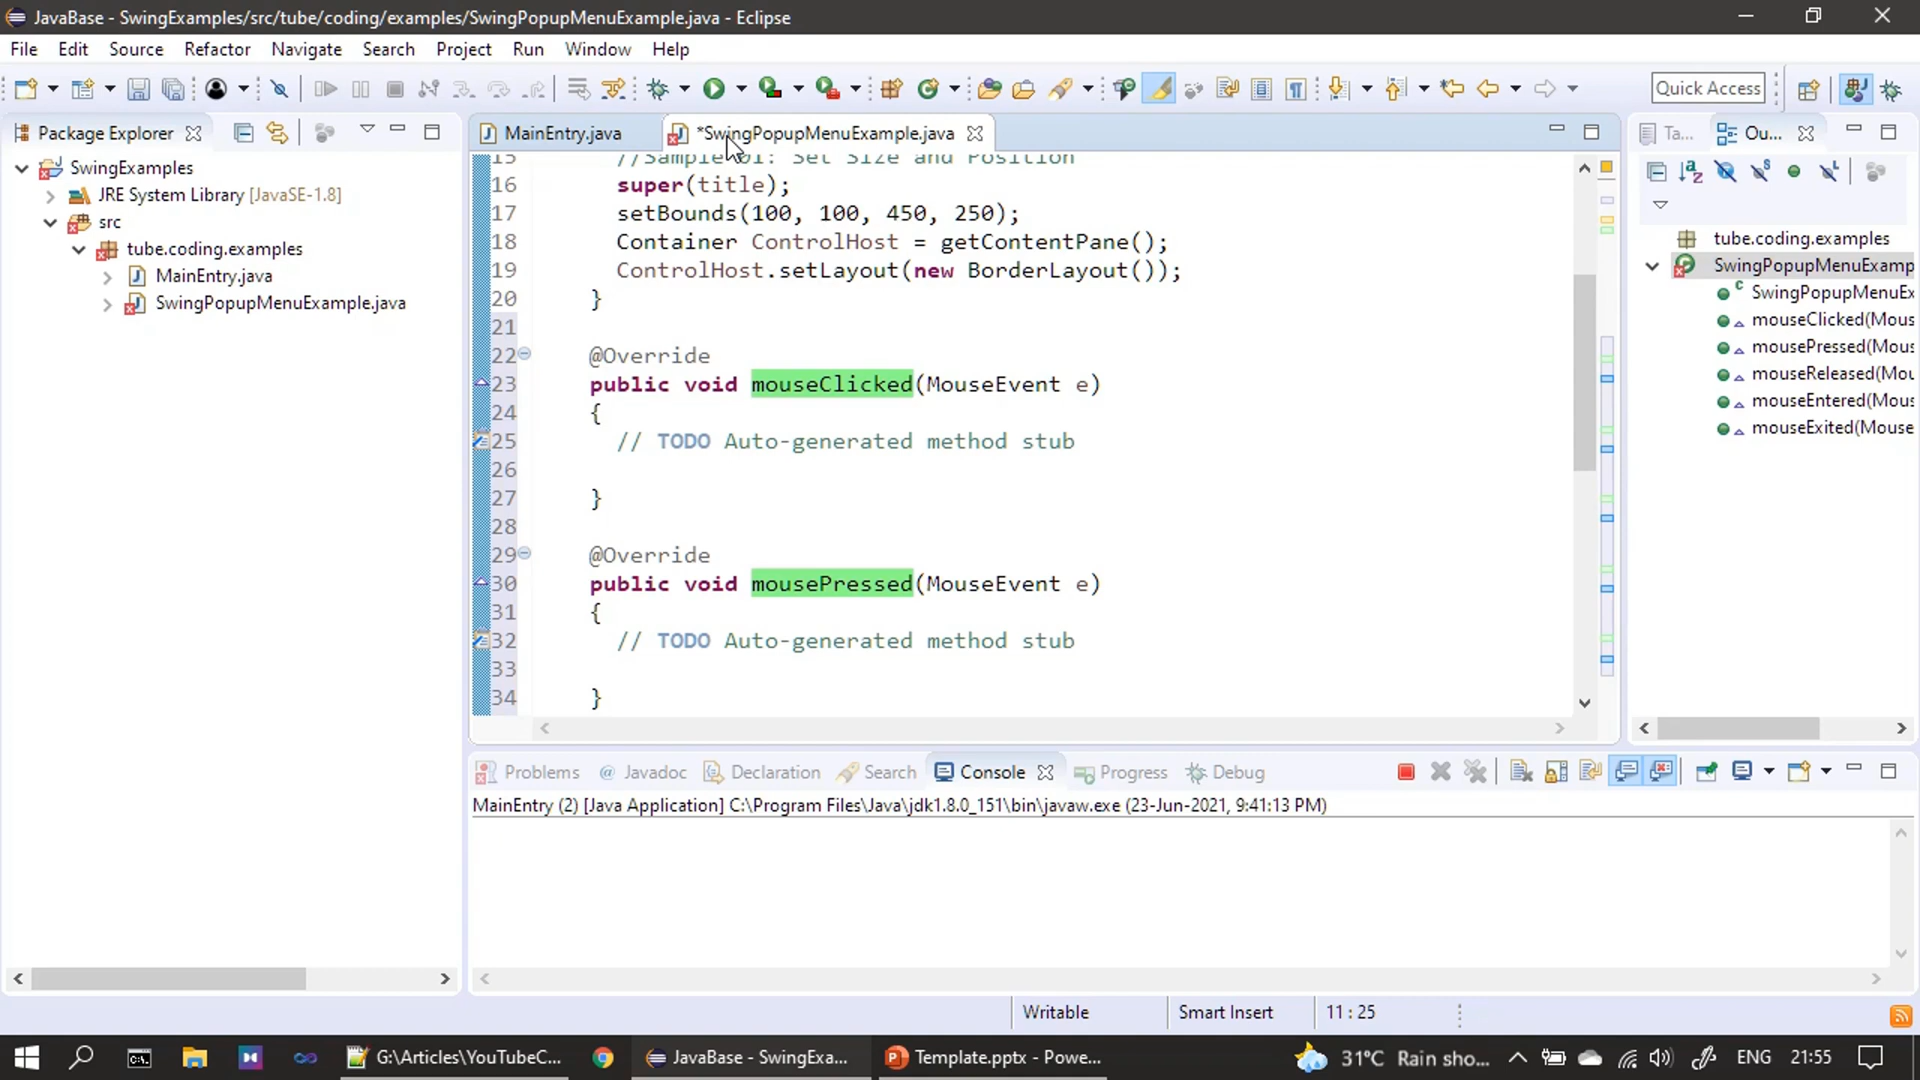 JavaBase - SwingExamples/src/tube/coding/examples/SwingPopupMenuExample.java - Eclipse
File Edit Source Refactor Navigate Search Project Run Window Help
Quick Access
Package Explorer
SwingExamples
JRE System Library [JavaSE-1.8]
src
tube.coding.examples
MainEntry.java
SwingPopupMenuExample.java
MainEntry.java
*SwingPopupMenuExample.java
15 //Sample 01: Set Size and Position
16 super(title);
17 setBounds(100, 100, 450, 250);
18 Container ControlHost = getContentPane();
19 ControlHost.setLayout(new BorderLayout());
20 }
21
22 @Override
23 public void mouseClicked(MouseEvent e)
24 {
25 // TODO Auto-generated method stub
26
27 }
28
29 @Override
30 public void mousePressed(MouseEvent e)
31 {
32 // TODO Auto-generated method stub
33
34 }
Ta...
Ou...
tube.coding.examples
SwingPopupMenuExamp
SwingPopupMenuEx
mouseClicked(Mous
mousePressed(Mous
mouseReleased(Mou
mouseEntered(Mous
mouseExited(Mouse
Problems @ Javadoc Declaration Search Console Progress Debug
MainEntry (2) [Java Application] C:\Program Files\Java\jdk1.8.0_151\bin\javaw.exe (23-Jun-2021, 9:41:13 PM)
Writable Smart Insert 11 : 25
G:\Articles\YouTubeC... JavaBase - SwingExa... Template.pptx - Powe... 31°C Rain sho... ENG 21:55